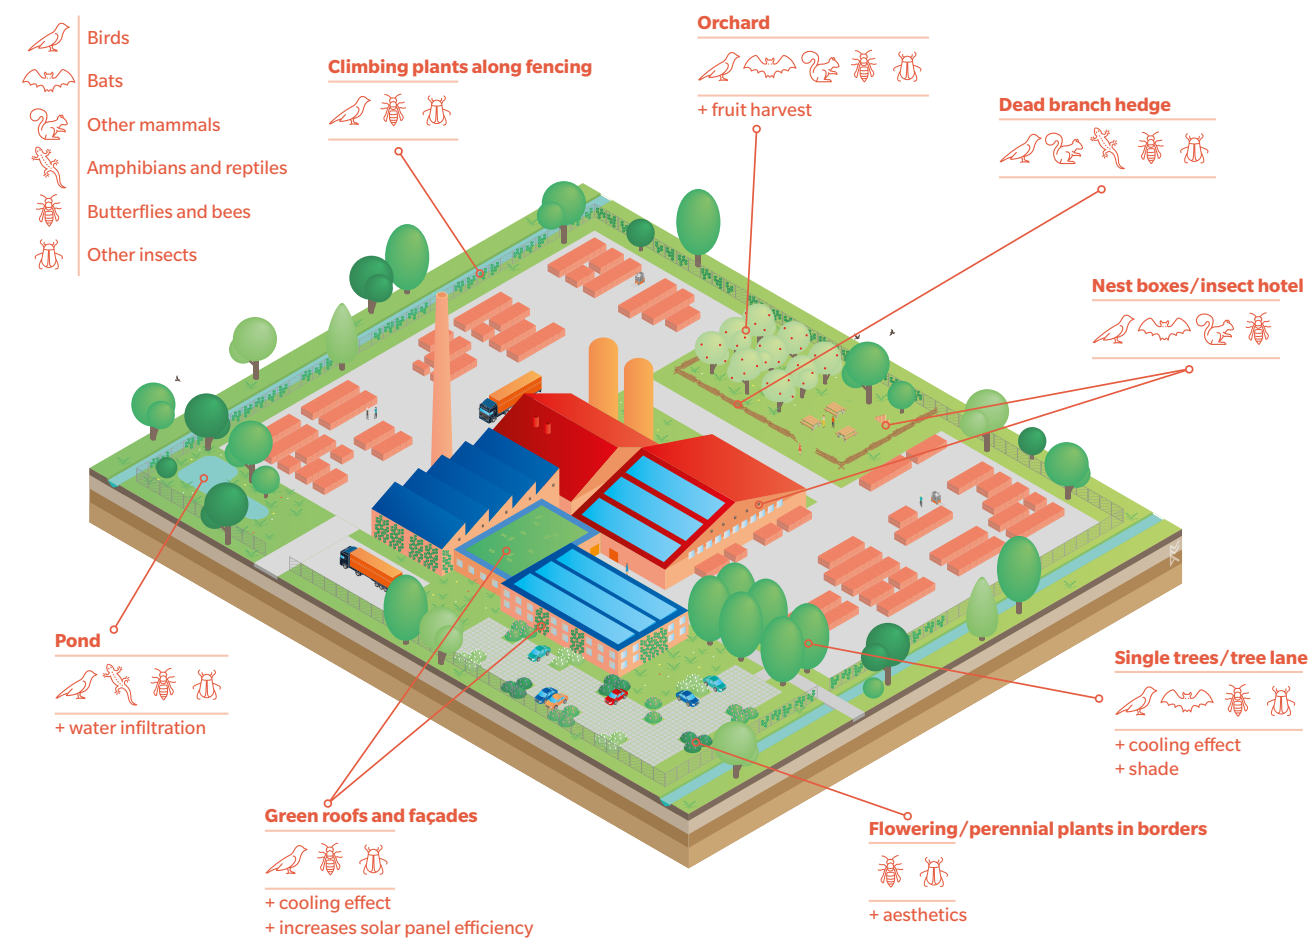 Birds
Bats
Other mammals
Amphibians and reptiles
Butterflies and bees
Other insects
Climbing plants along fencing
Orchard
+ fruit harvest
Dead branch hedge
Nest boxes/insect hotel
Pond
+ water infiltration
Single trees/tree lane
+ cooling effect
+ shade
Green roofs and façades
+ cooling effect
+ increases solar panel efficiency
Flowering/perennial plants in borders
+ aesthetics